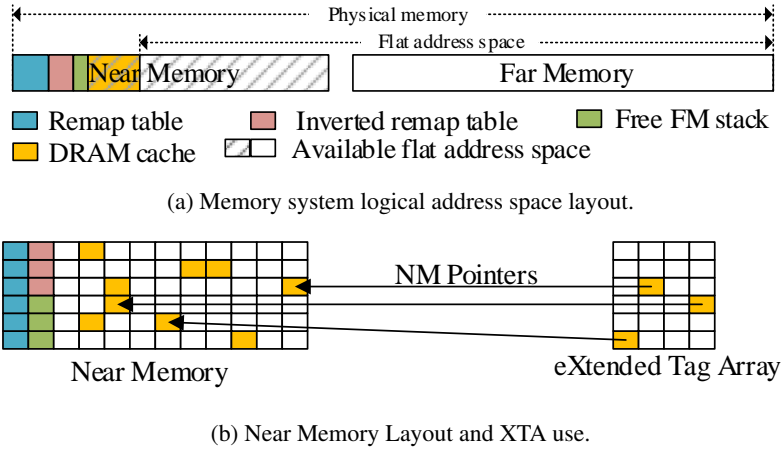 Physical memory
Flat address space
Near Memory
Far Memory
Remap table
Inverted remap table
Free FM stack
DRAM cache
Available flat address space
(a) Memory system logical address space layout.
NM Pointers
Near Memory
eXtended Tag Array
(b) Near Memory Layout and XTA use.